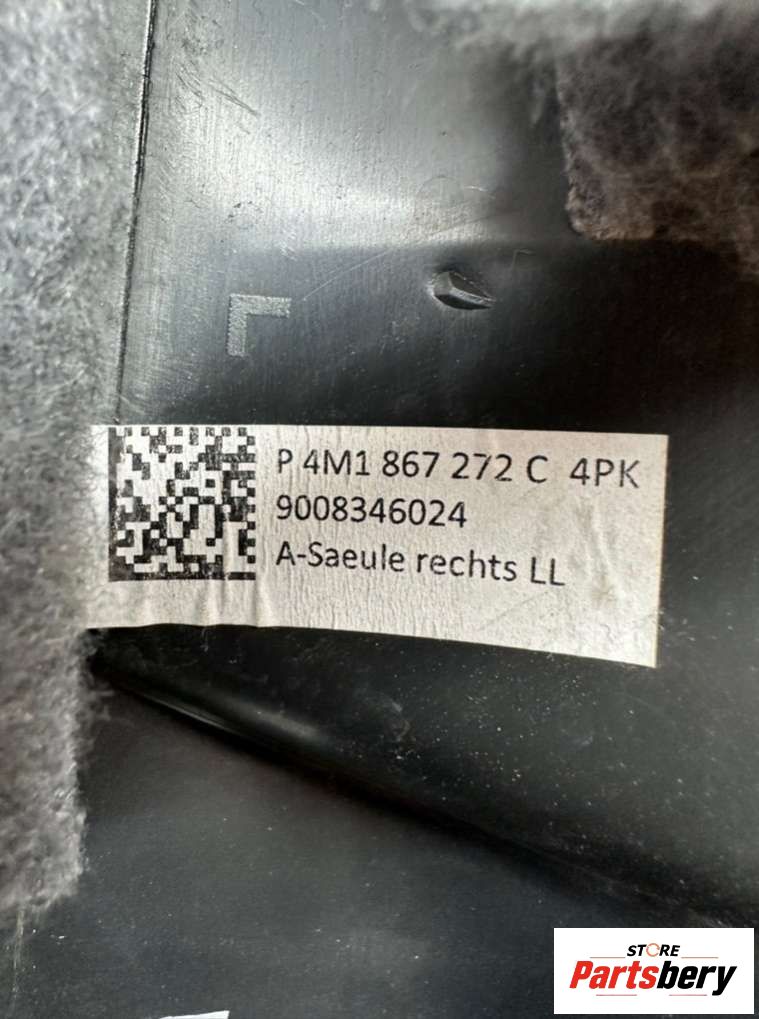 P 4M1 867 272 C 4PK
9008346024
A-Saeule rechts LL
STORE
Partsbery